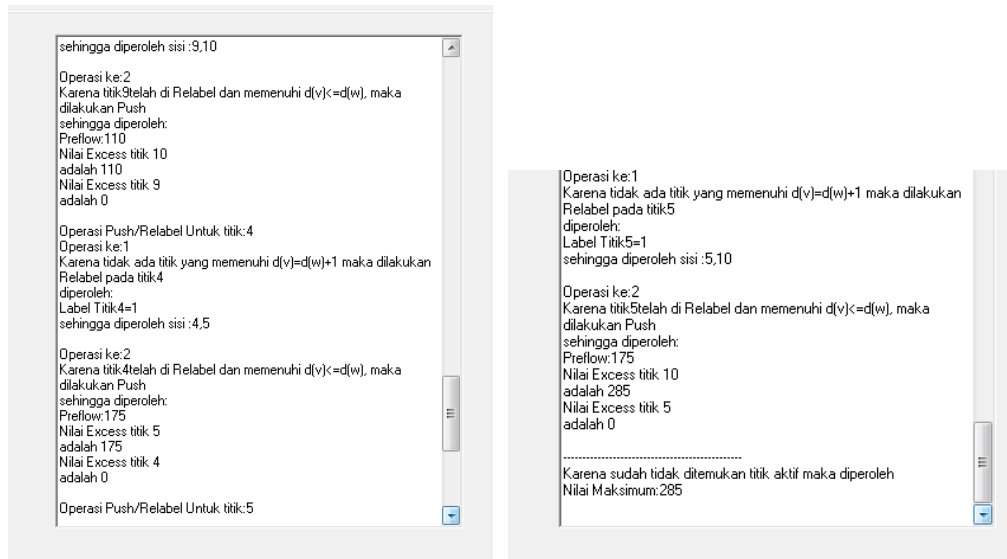 sehingga diperoleh sisi :9,10
Operasi ke:2
Karena titik9telah di Relabel dan memenuhi d(v)<=d(w), maka
dilakukan Push
sehingga diperoleh:
Preflow:110
Nilai Excess titik 10
adalah 110
Nilai Excess titik 9
adalah 0
Operasi Push/Relabel Untuk titik:4
Operasi ke:1
Karena tidak ada titik yang memenuhi d(v)=d(w)+1 maka dilakukan
Relabel pada titik4
diperoleh:
Label Titik4=1
sehingga diperoleh sisi :4,5
Operasi ke:2
Karena titik4telah di Relabel dan memenuhi d(v)<=d(w), maka
dilakukan Push
sehingga diperoleh:
Preflow:175
Nilai Excess titik 5
adalah 175
Nilai Excess titik 4
adalah 0
Operasi Push/Relabel Untuk titik:5
Operasi ke:1
Karena tidak ada titik yang memenuhi d(v)=d(w)+1 maka dilakukan
Relabel pada titik5
diperoleh:
Label Titik5=1
sehingga diperoleh sisi :5,10
Operasi ke:2
Karena titik5telah di Relabel dan memenuhi d(v)<=d(w), maka
dilakukan Push
sehingga diperoleh:
Preflow:175
Nilai Excess titik 10
adalah 285
Nilai Excess titik 5
adalah 0
------------------------------------------------
Karena sudah tidak ditemukan titik aktif maka diperoleh
Nilai Maksimum:285